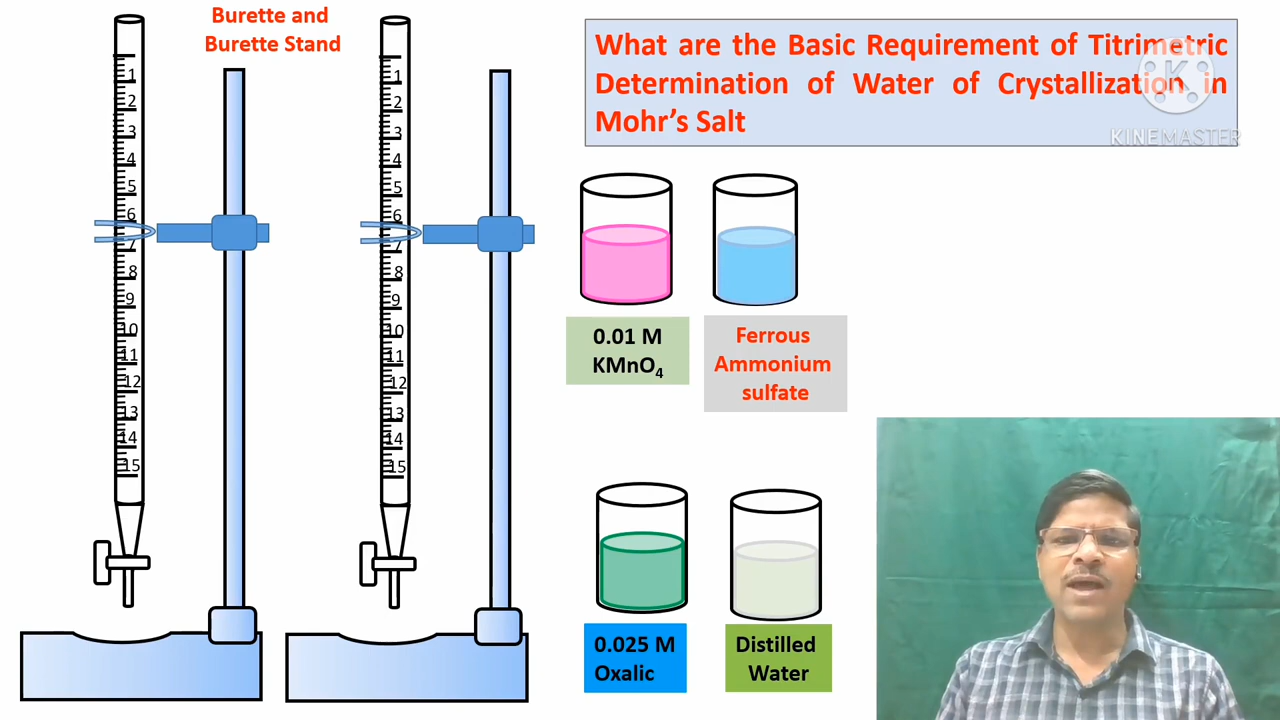 Burette and
Burette Stand
What are the Basic Requirement of Titrimetric
Determination of Water of Crystallization in
Mohr's Salt
K
KINEMASTER
1
2
3
4
5
6
7
8
9
10
11
12
13
14
15
1
2
3
4
5
6
7
8
9
10
11
12
13
14
15
0.01 M
KMnO₄
Ferrous
Ammonium
sulfate
0.025 M
Oxalic
Distilled
Water